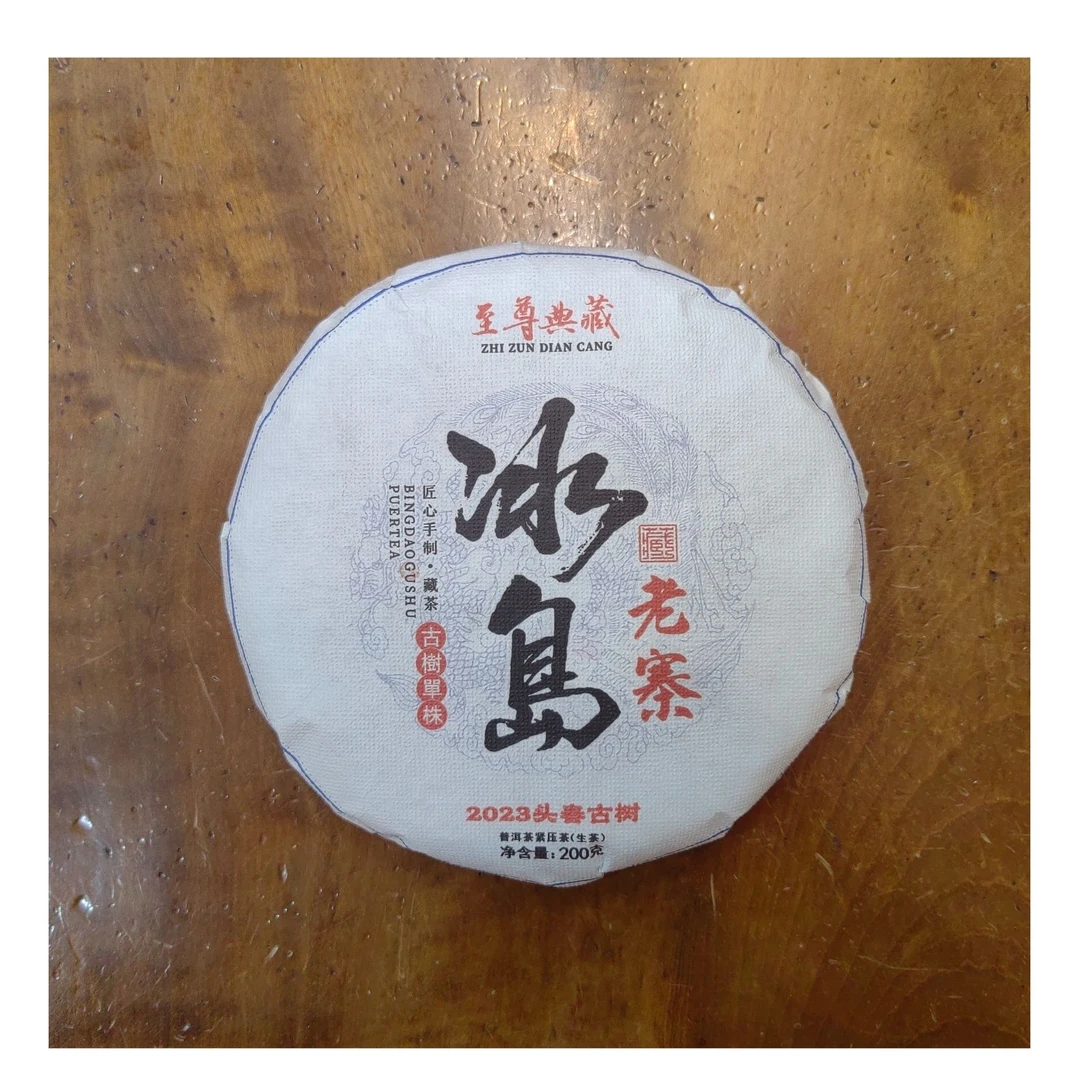 至尊典藏
ZHI ZUN DIAN CANG
冰島
藏
老寨
匠心手制·藏茶
BINGDAOGUSHU
PUERTEA
古樹單株
2023头春古树
普洱茶紧压茶(生茶)
净含量:200克